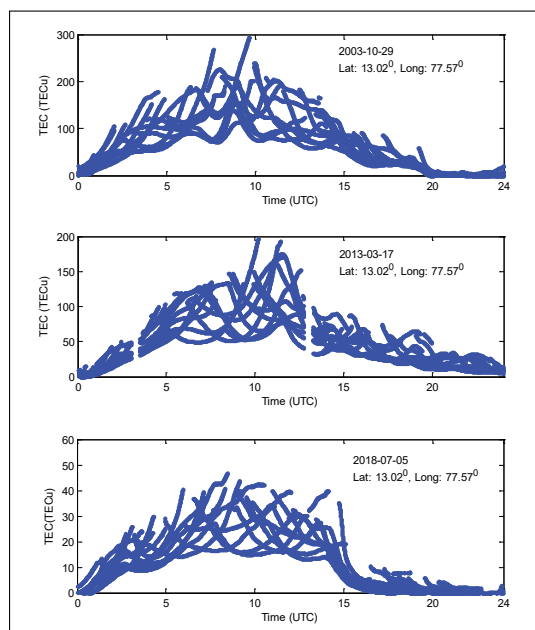 300
200
100
0
TEC (TECu)
2003-10-29
Lat: 13.02⁰, Long: 77.57⁰
0 5 10 15 20 24
Time (UTC)
200
150
100
50
0
TEC (TECu)
2013-03-17
Lat: 13.02⁰, Long: 77.57⁰
0 5 10 15 20 24
Time (UTC)
60
50
40
30
20
10
0
TEC(TECu)
2018-07-05
Lat: 13.02⁰, Long: 77.57⁰
0 5 10 15 20 24
Time (UTC)